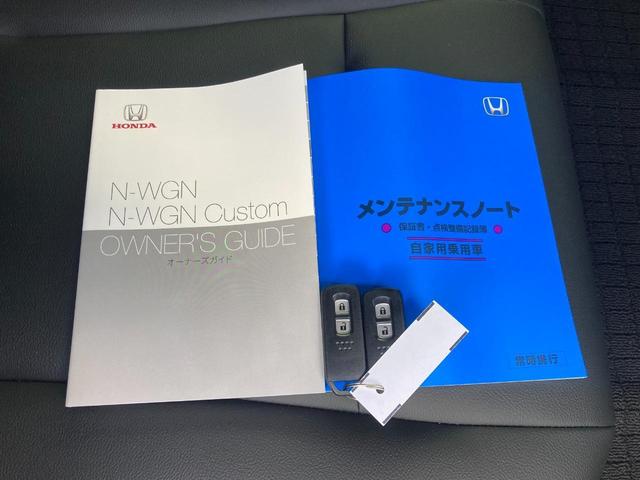 HONDA
N-WGN
N-WGN Custom
OWNER'S GUIDE
オーナーズガイド
メンテナンスノート
保証書・点検整備記録簿
自家用乗用車
常時携行